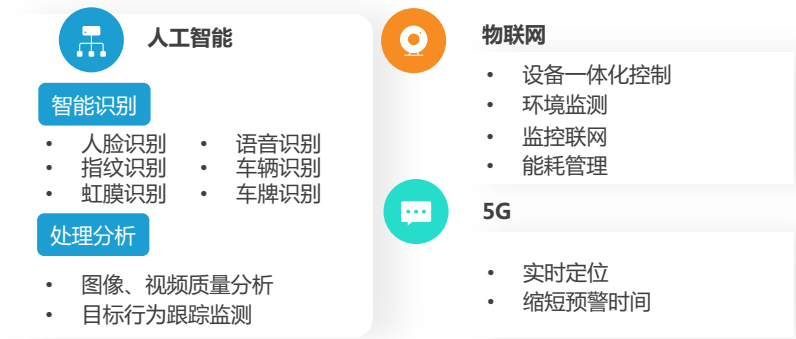 人工智能
智能识别
• 人脸识别 • 语音识别
• 指纹识别 • 车辆识别
• 虹膜识别 • 车牌识别
处理分析
• 图像、视频质量分析
• 目标行为跟踪监测
物联网
• 设备一体化控制
• 环境监测
• 监控联网
• 能耗管理
5G
• 实时定位
• 缩短预警时间